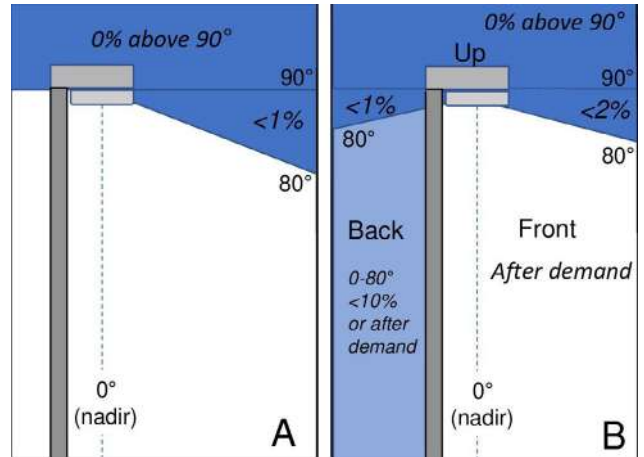 0% above 90°
90°
<1%
80°
0°
(nadir)
A
0% above 90°
Up
90°
<1%
<2%
80°
80°
Back
Front
0-80°
<10%
or after
demand
After demand
0°
(nadir)
B